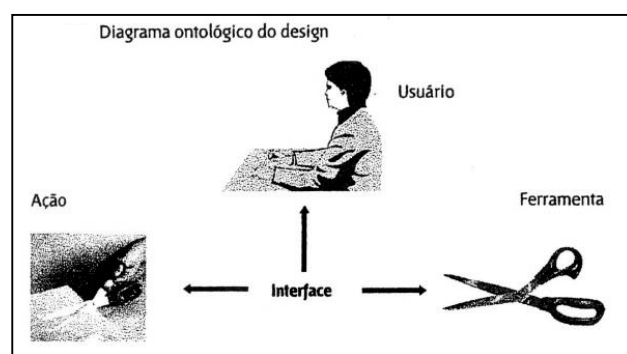 Diagrama ontológico do design
Usuário
Ação
Ferramenta
Interface